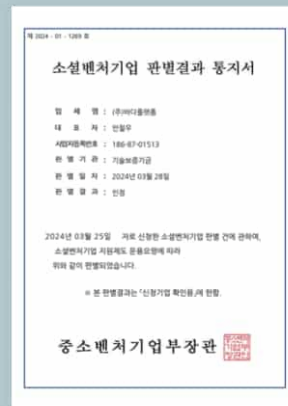 제 2024 - 01 - 1269 호
소셜벤처기업 판별결과 통지서
업 체 명 : (주)바다플랫폼
대 표 자 : 반철우
사업자등록번호 : 186-87-01513
판 별 기 관 : 기술보증기금
판 별 일 자 : 2024년 03월 28일
판 별 결 과 : 인정
2024년 03월 25일 자로 신청한 소셜벤처기업 판별 건에 관하여,
소셜벤처기업 지원제도 운용요령에 따라
위와 같이 판별되었습니다.
※ 본 판별결과는 「신청기업 확인용」에 한함.
중소벤처기업부장관